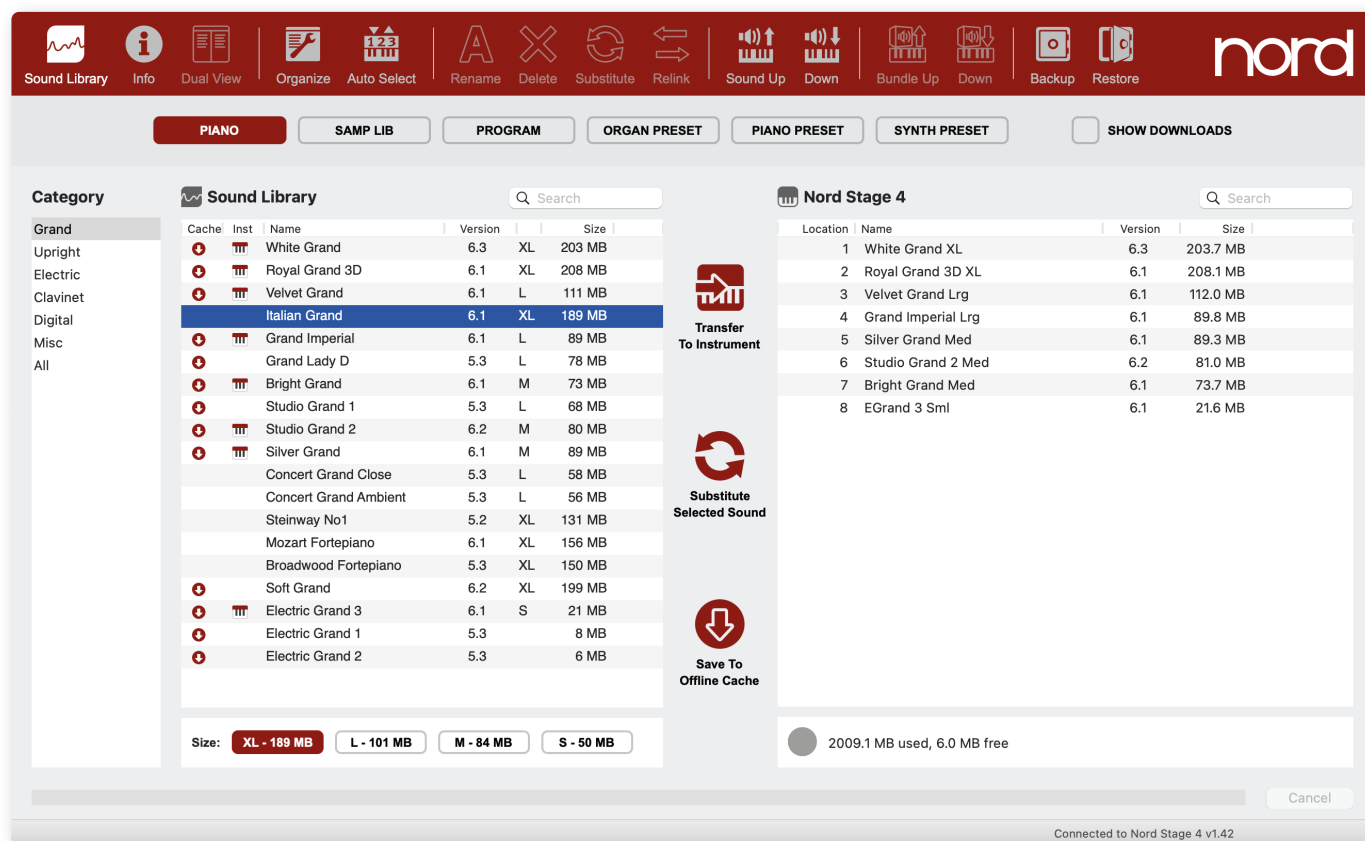 Sound Library Info Dual View Organize Auto Select Rename Delete Substitute Relink Sound Up Down Bundle Up Down Backup Restore nord
PIANO SAMP LIB PROGRAM ORGAN PRESET PIANO PRESET SYNTH PRESET SHOW DOWNLOADS
Category
Grand
Upright
Electric
Clavinet
Digital
Misc
All
Sound Library Search
Cache Inst Name Version Size
White Grand 6.3 XL 203 MB
Royal Grand 3D 6.1 XL 208 MB
Velvet Grand 6.1 L 111 MB
Italian Grand 6.1 XL 189 MB
Grand Imperial 6.1 L 89 MB
Grand Lady D 5.3 L 78 MB
Bright Grand 6.1 M 73 MB
Studio Grand 1 5.3 L 68 MB
Studio Grand 2 6.2 M 80 MB
Silver Grand 6.1 M 89 MB
Concert Grand Close 5.3 L 58 MB
Concert Grand Ambient 5.3 L 56 MB
Steinway No1 5.2 XL 131 MB
Mozart Fortepiano 6.1 XL 156 MB
Broadwood Fortepiano 5.3 XL 150 MB
Soft Grand 6.2 XL 199 MB
Electric Grand 3 6.1 S 21 MB
Electric Grand 1 5.3 8 MB
Electric Grand 2 5.3 6 MB
Size: XL - 189 MB L - 101 MB M - 84 MB S - 50 MB
Transfer
To Instrument
Substitute
Selected Sound
Save To
Offline Cache
Nord Stage 4 Search
Location Name Version Size
1 White Grand XL 6.3 203.7 MB
2 Royal Grand 3D XL 6.1 208.1 MB
3 Velvet Grand Lrg 6.1 112.0 MB
4 Grand Imperial Lrg 6.1 89.8 MB
5 Silver Grand Med 6.1 89.3 MB
6 Studio Grand 2 Med 6.2 81.0 MB
7 Bright Grand Med 6.1 73.7 MB
8 EGrand 3 Sml 6.1 21.6 MB
2009.1 MB used, 6.0 MB free
Cancel
Connected to Nord Stage 4 v1.42